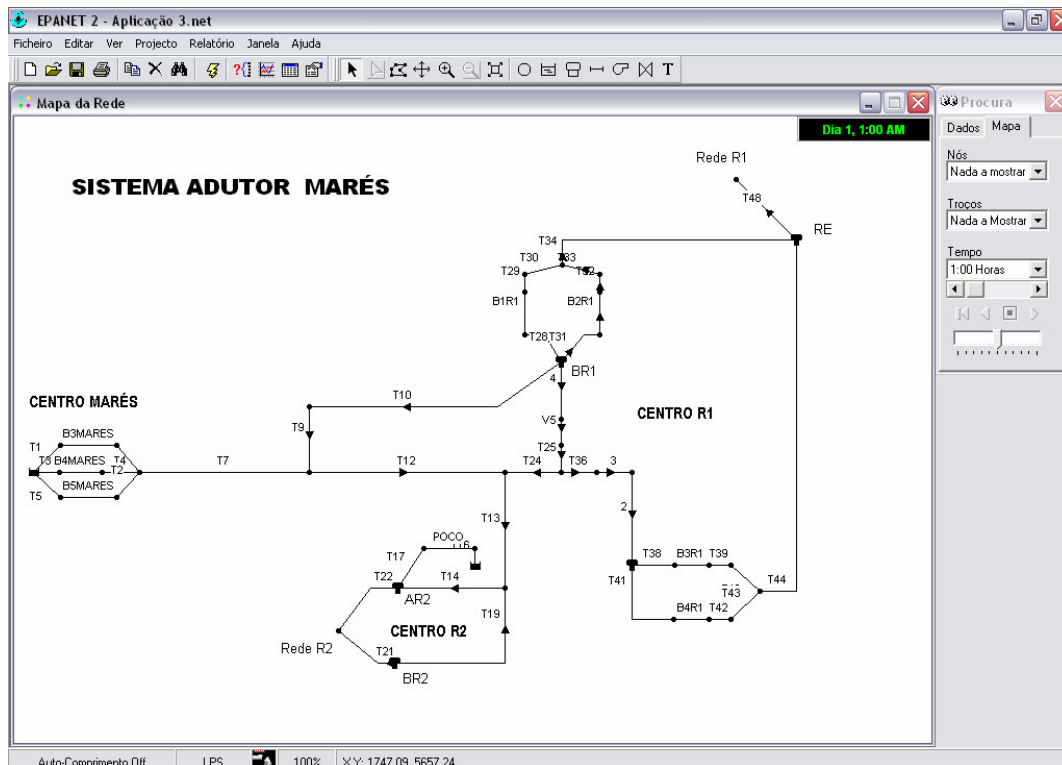 EPANET 2 - Aplicação 3.net
Ficheiro Editar Ver Projecto Relatório Janela Ajuda
T
Mapa da Rede
Dia 1, 1:00 AM
SISTEMA ADUTOR MARÉS
Rede R1
T48
RE
T34
T30
T33
T29
T32
B1R1
B2R1
T28
T31
BR1
4
T10
CENTRO MARÉS
CENTRO R1
V5
T9
B3MARES
T1
T3
B4MARES
T4
T2
T7
T12
T25
T24
T36
3
B5MARES
T5
T13
2
POCO
T17
T38
B3R1
T39
T22
T14
T41
T44
T43
AR2
T19
B4R1
T42
CENTRO R2
Rede R2
T21
BR2
Procura
Dados Mapa
Nós
Nada a mostrar
Troços
Nada a Mostrar
Tempo
1:00 Horas
Auto-Comprimento Off
LPS
100%
X,Y: 1747.09, 5657.24